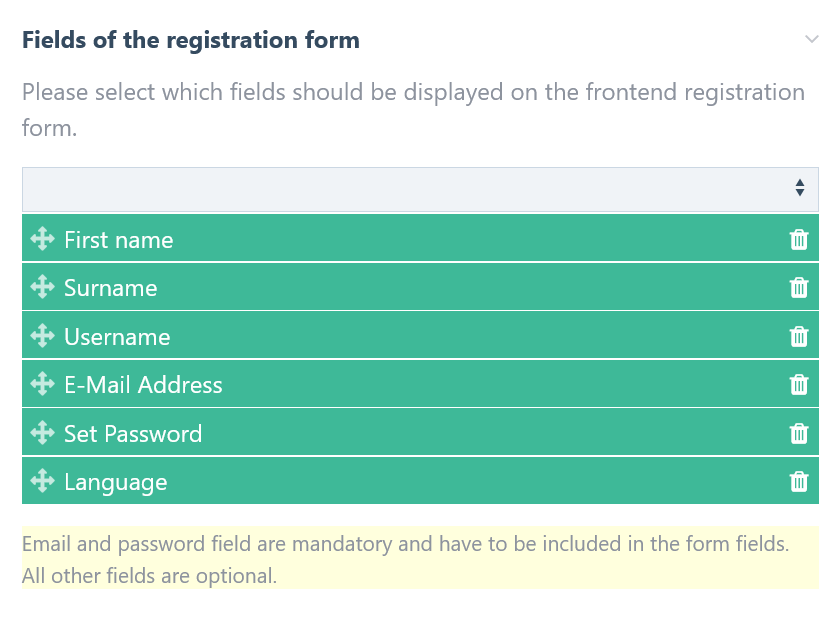 Fields of the registration form
Please select which fields should be displayed on the frontend registration
form.
First name
Surname
Username
E-Mail Address
Set Password
Language
Email and password field are mandatory and have to be included in the form fields.
All other fields are optional.